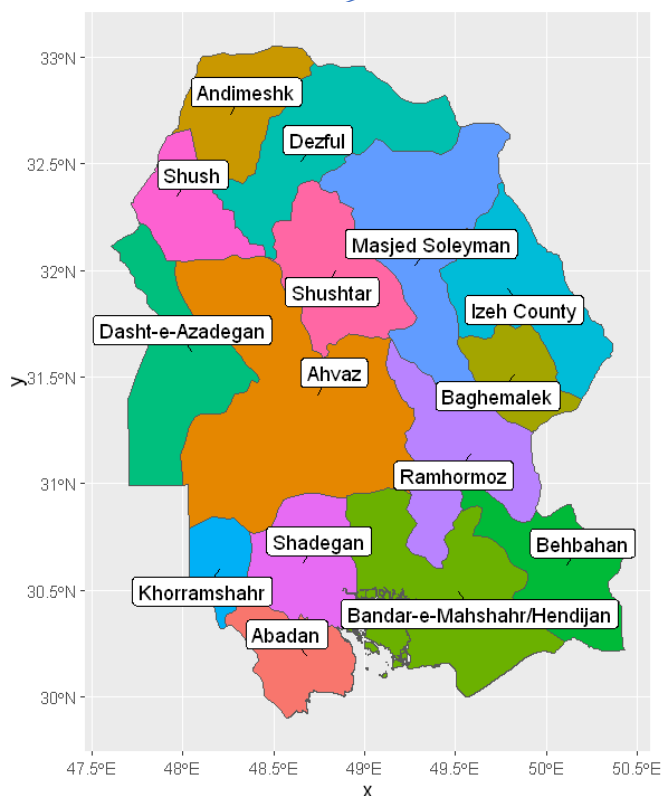 33°N
Andimeshk
Dezful
32.5°N
Shush
Masjed Soleyman
32°N
Shushtar
Izeh County
Dasht-e-Azadegan
y
31.5°N
Ahvaz
Baghemalek
31°N
Ramhormoz
Shadegan
Behbahan
30.5°N
Khorramshahr
Bandar-e-Mahshahr/Hendijan
Abadan
30°N
47.5°E 48°E 48.5°E 49°E 49.5°E 50°E 50.5°E
x